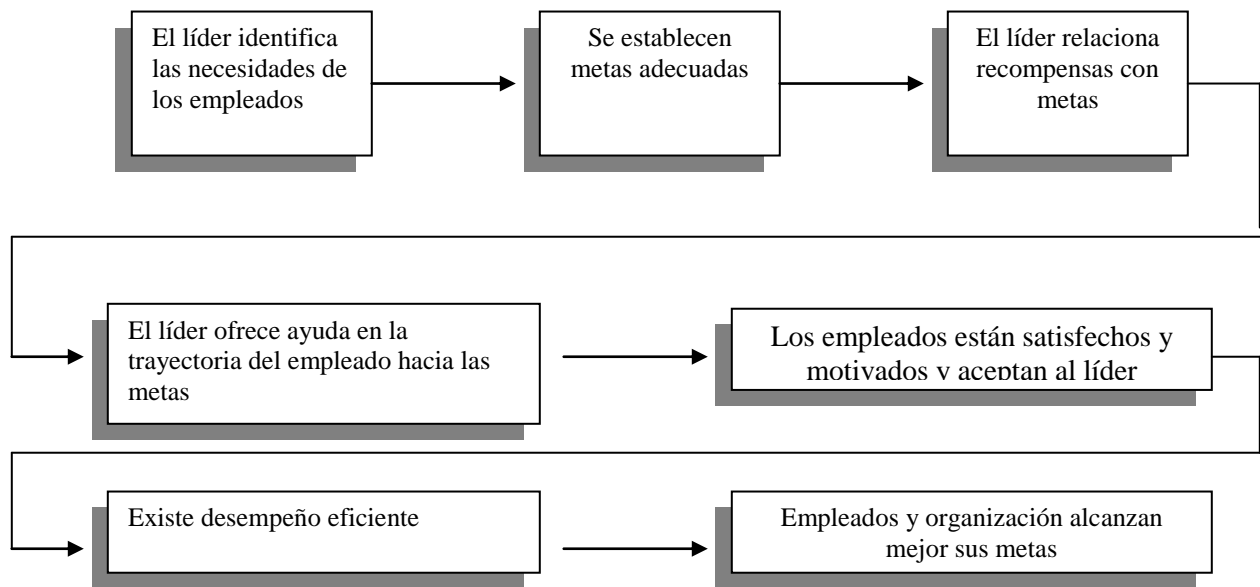 El líder identifica
las necesidades de
los empleados
Se establecen
metas adecuadas
El líder relaciona
recompensas con
metas
El líder ofrece ayuda en la
trayectoria del empleado hacia las
metas
Los empleados están satisfechos y
motivados y aceptan al líder
Existe desempeño eficiente
Empleados y organización alcanzan
mejor sus metas